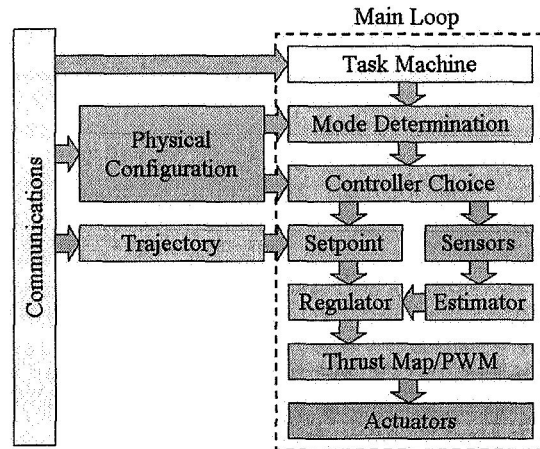 Main Loop
Task Machine
Physical
Configuration
Mode Determination
Controller Choice
Communications
Trajectory
Setpoint
Sensors
Regulator
Estimator
Thrust Map/PWM
Actuators